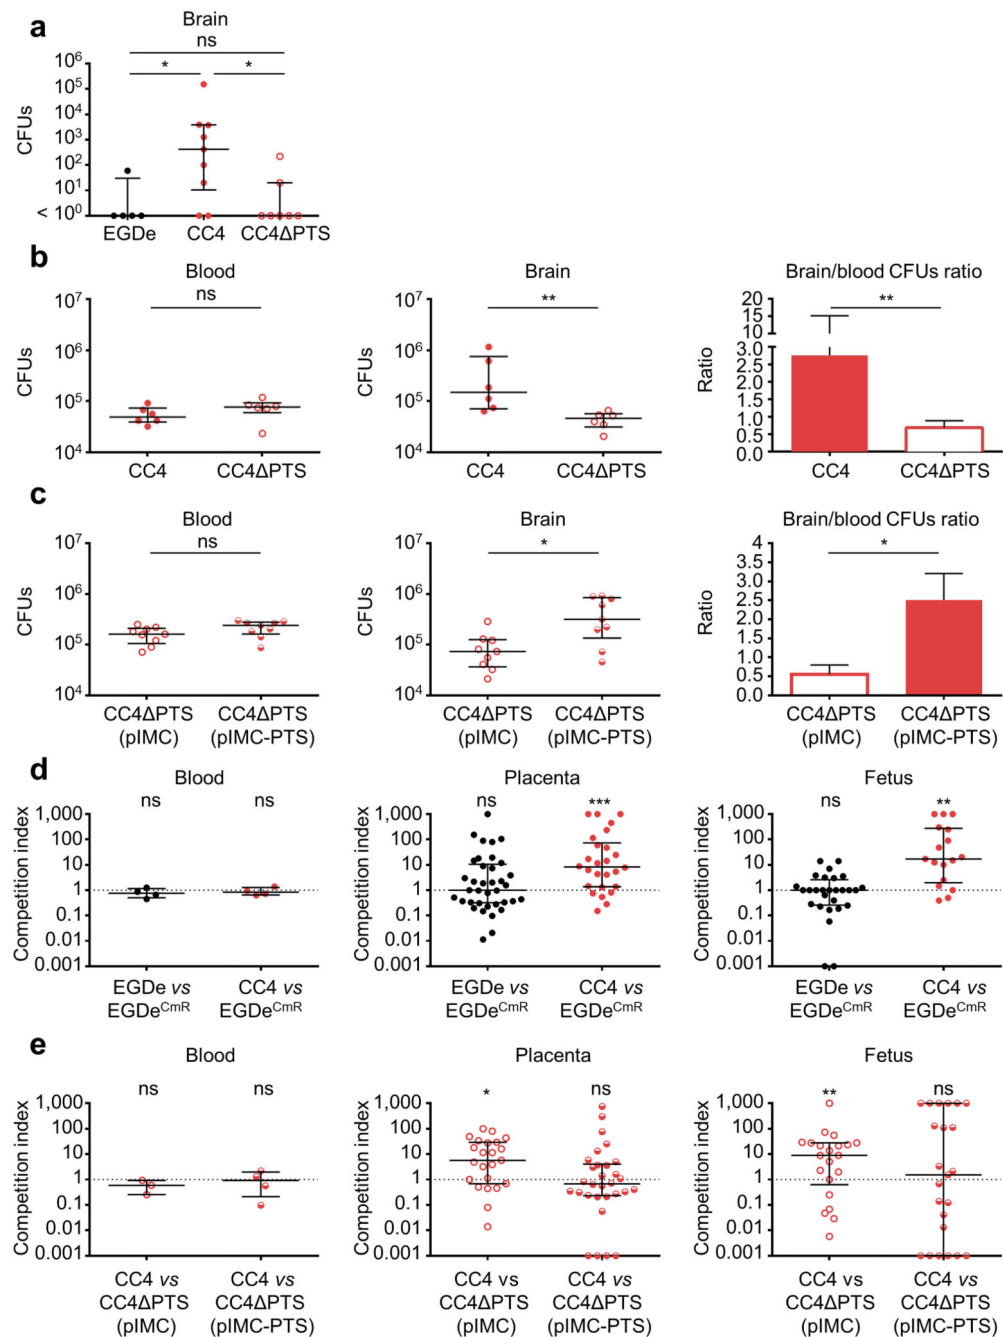 a
Brain
ns
* *
CFUs
10⁶
10⁵
10⁴
10³
10²
10¹
< 10⁰
EGDe CC4 CC4ΔPTS
b
Blood
ns
CFUs
10⁷
10⁶
10⁵
10⁴
CC4 CC4ΔPTS
Brain
**
CFUs
10⁷
10⁶
10⁵
10⁴
CC4 CC4ΔPTS
Brain/blood CFUs ratio
**
Ratio
20
15
10
5
3.0
2.5
2.0
1.5
1.0
0.5
0.0
CC4 CC4ΔPTS
c
Blood
ns
CFUs
10⁷
10⁶
10⁵
10⁴
CC4ΔPTS CC4ΔPTS
(pIMC) (pIMC-PTS)
Brain
*
CFUs
10⁷
10⁶
10⁵
10⁴
CC4ΔPTS CC4ΔPTS
(pIMC) (pIMC-PTS)
Brain/blood CFUs ratio
*
Ratio
4
3.5
3.0
2.5
2.0
1.5
1.0
0.5
0.0
CC4ΔPTS CC4ΔPTS
(pIMC) (pIMC-PTS)
d
Blood
ns ns
Competition index
1,000
100
10
1
0.1
0.01
0.001
EGDe vs CC4 vs
EGDeCmR EGDeCmR
Placenta
ns ***
Competition index
1,000
100
10
1
0.1
0.01
0.001
EGDe vs CC4 vs
EGDeCmR EGDeCmR
Fetus
ns **
Competition index
1,000
100
10
1
0.1
0.01
0.001
EGDe vs CC4 vs
EGDeCmR EGDeCmR
e
Blood
ns ns
Competition index
1,000
100
10
1
0.1
0.01
0.001
CC4 vs CC4 vs
CC4ΔPTS CC4ΔPTS
(pIMC) (pIMC-PTS)
Placenta
* ns
Competition index
1,000
100
10
1
0.1
0.01
0.001
CC4 vs CC4 vs
CC4ΔPTS CC4ΔPTS
(pIMC) (pIMC-PTS)
Fetus
** ns
Competition index
1,000
100
10
1
0.1
0.01
0.001
CC4 vs CC4 vs
CC4ΔPTS CC4ΔPTS
(pIMC) (pIMC-PTS)